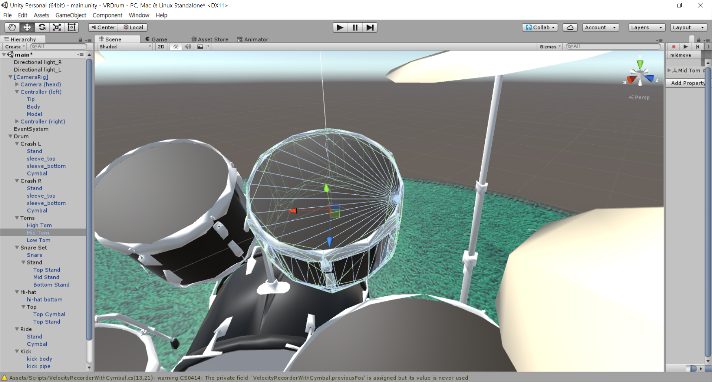 Unity Personal (64bit) - main.unity - VRDrum - PC, Mac & Linux Standalone* <DX11>
File Edit Assets GameObject Component Window Help
Center Local Collab Account Layers Layout
Hierarchy Scene Game Asset Store Animator
Create All Shaded 2D Gizmos All
main*
Directional light_R
Directional light_L
[CameraRig]
Camera (head)
Controller (left)
Tip
Body
Model
Controller (right)
EventSystem
Drum
Crash L
Stand
sleeve_top
sleeve_bottom
Cymbal
Crash R
Stand
sleeve_top
sleeve_bottom
Cymbal
Toms
High Tom
Mid Tom
Low Tom
Snare Set
Snare
Stand
Top Stand
Mid Stand
Bottom Stand
Hi-hat
hi-hat bottom
Top
Top Cymbal
Top Stand
Ride
Stand
Cymbal
Kick
kick body
kick pipe
Persp
Mid Tom
Add Property
Assets/Scripts/VelocityRecorderWithCymbal.cs(13,21): warning CS0414: The private field `VelocityRecorderWithCymbal.previousPos' is assigned but its value is never used